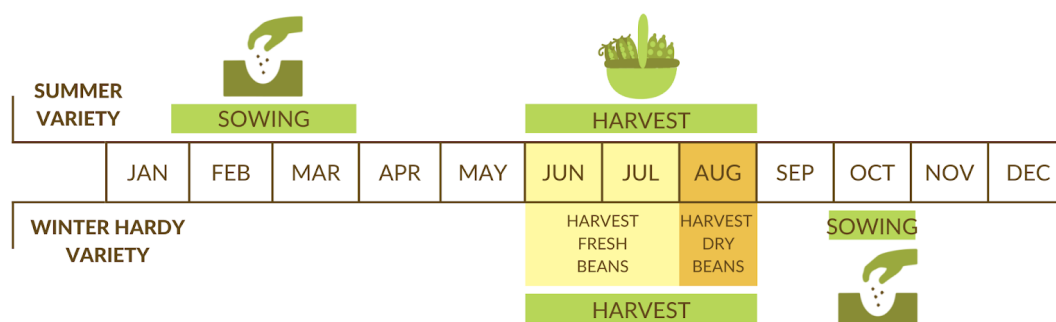 SUMMER
VARIETY
SOWING
HARVEST
JAN FEB MAR APR MAY JUN JUL AUG SEP OCT NOV DEC
WINTER HARDY
VARIETY
HARVEST
FRESH
BEANS
HARVEST
DRY
BEANS
SOWING
HARVEST